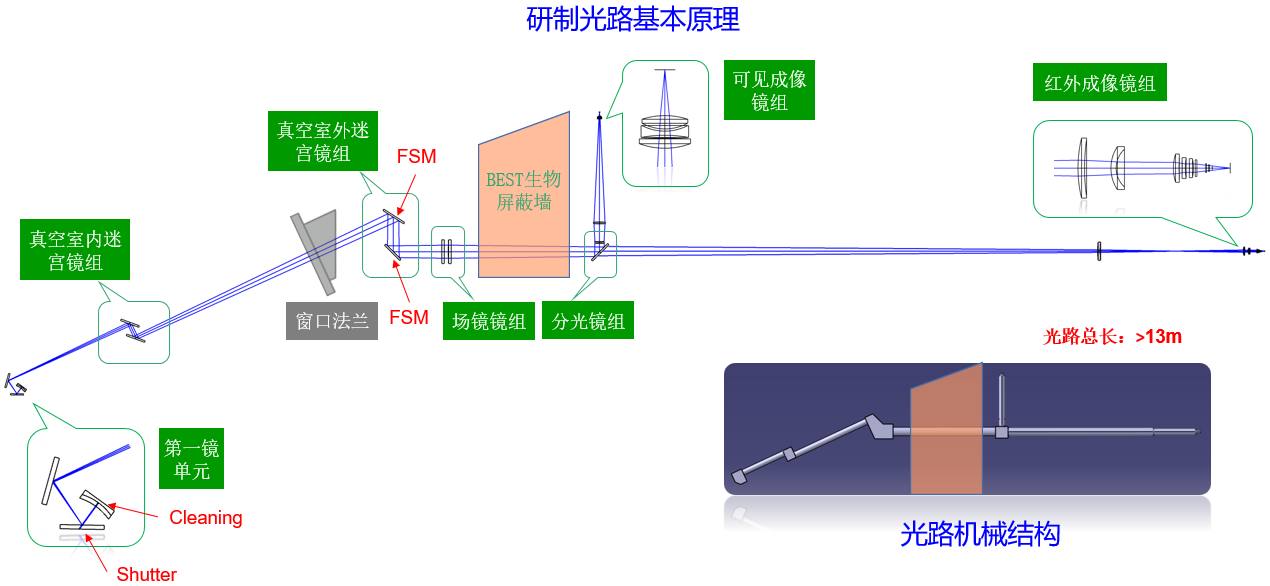 研制光路基本原理
可见成像
镜组
红外成像镜组
真空室外迷
宫镜组
FSM
BEST生物
屏蔽墙
真空室内迷
宫镜组
窗口法兰
FSM
场镜镜组
分光镜组
光路总长：>13m
第一镜
单元
Cleaning
Shutter
光路机械结构